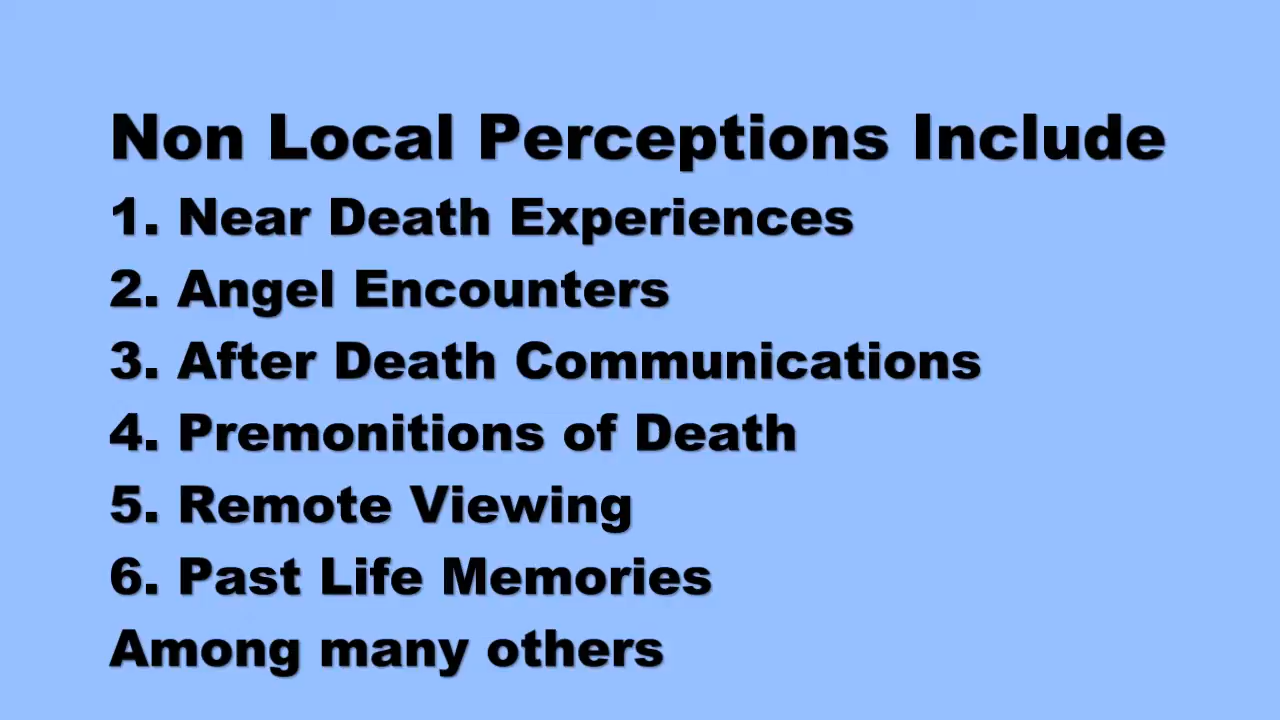 Non Local Perceptions Include
1. Near Death Experiences
2. Angel Encounters
3. After Death Communications
4. Premonitions of Death
5. Remote Viewing
6. Past Life Memories
Among many others